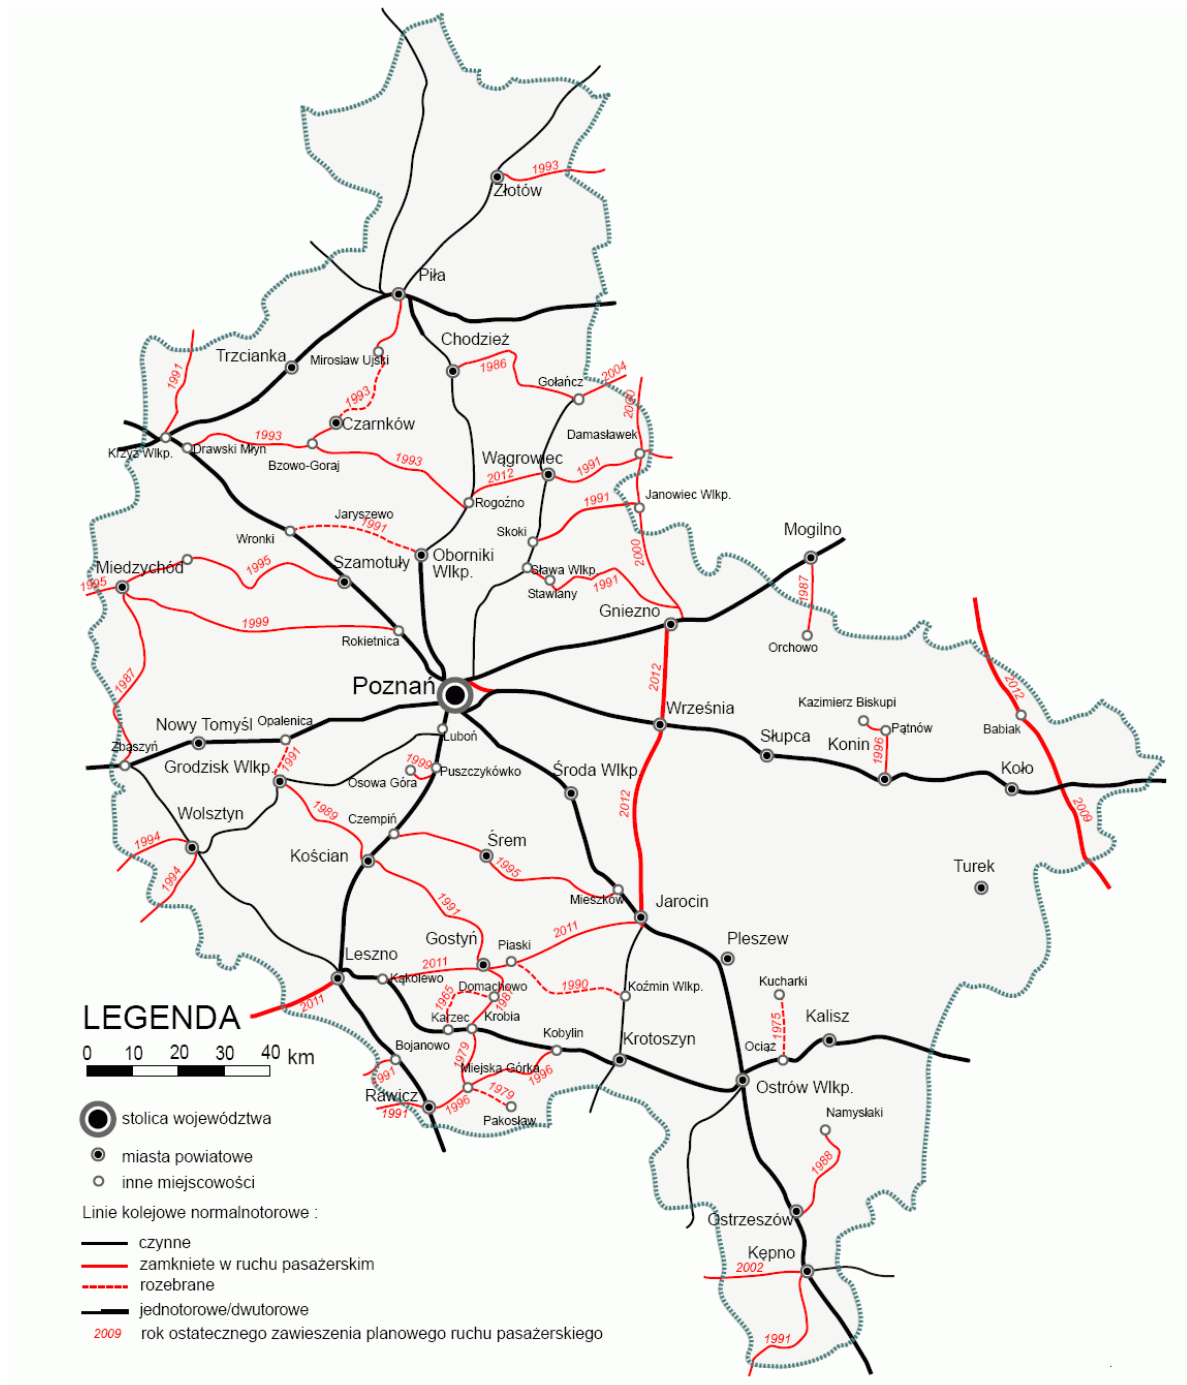 1993
Złotów
Piła
Chodzież
Trzcianka
Mirosław Ujski
1986
2004
1991
Gołańcz
2000
1993
Czarnków
Damasławek
1993
Krzyż Wlkp.
Drawski Młyn
Bzowo-Goraj
1993
Wągrowiec
1991
2012
Rogoźno
Janowiec Wlkp.
1991
Jaryszewo
1991
Mogilno
Wronki
Skoki
Szamotuły
Oborniki
Wlkp.
2000
Miedzychód
1995
1995
Sława Wlkp.
1991
Stawiany
1987
Gniezno
1999
Rokietnica
Orchowo
1987
2012
Poznań
2012
Kazimierz Biskupi
Nowy Tomyśl
Opalenica
Września
Pątnów
Babiak
Luboń
Słupca
Konin
1996
Zbąszyń
1991
Grodzisk Wlkp.
1999
Puszczykówko
Osowa Góra
Środa Wlkp.
Koło
2012
2009
1989
Wolsztyn
Czempiń
1994
Kościan
Śrem
1995
Turek
1994
Mieszków
Jarocin
1991
2011
Gostyń
Piaski
Pleszew
Leszno
2011
Kąkolewo
Domachowo
1990
Koźmin Wlkp.
Kucharki
1965
1987
2011
Karzec
Krobia
1975
Kalisz
LEGENDA
Kobylin
Krotoszyn
Ociąż
0 10 20 30 40 km
Bojanowo
1979
Miejska Górka
1996
1991
Rawicz
1979
Ostrów Wlkp.
1991
1996
Pakosław
Namysłaki
stolica województwa
miasta powiatowe
1988
inne miejscowości
Linie kolejowe normalnotorowe :
Ostrzeszów
czynne
Kępno
zamkniete w ruchu pasażerskim
2002
rozebrane
jednotorowe/dwutorowe
2009 rok ostatecznego zawieszenia planowego ruchu pasażerskiego
1991